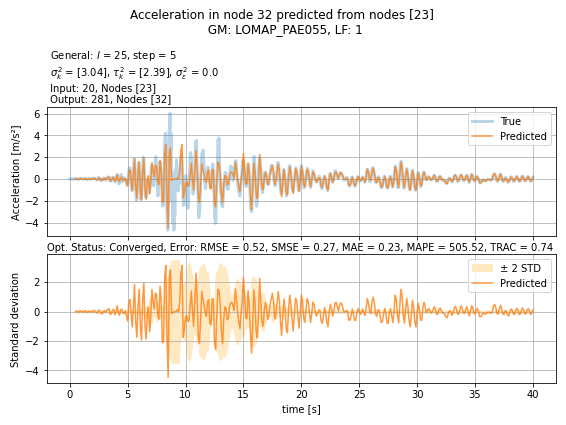 Acceleration in node 32 predicted from nodes [23]
GM: LOMAP_PAE055, LF: 1
General: l = 25, step = 5
σ²ₖ = [3.04], τ²ₖ = [2.39], σ²ε = 0.0
Input: 20, Nodes [23]
Output: 281, Nodes [32]
Acceleration [m/s²]
6
4
2
0
−2
−4
True
Predicted
Opt. Status: Converged, Error: RMSE = 0.52, SMSE = 0.27, MAE = 0.23, MAPE = 505.52, TRAC = 0.74
Standard deviation
2
0
−2
−4
± 2 STD
Predicted
0 5 10 15 20 25 30 35 40
time [s]